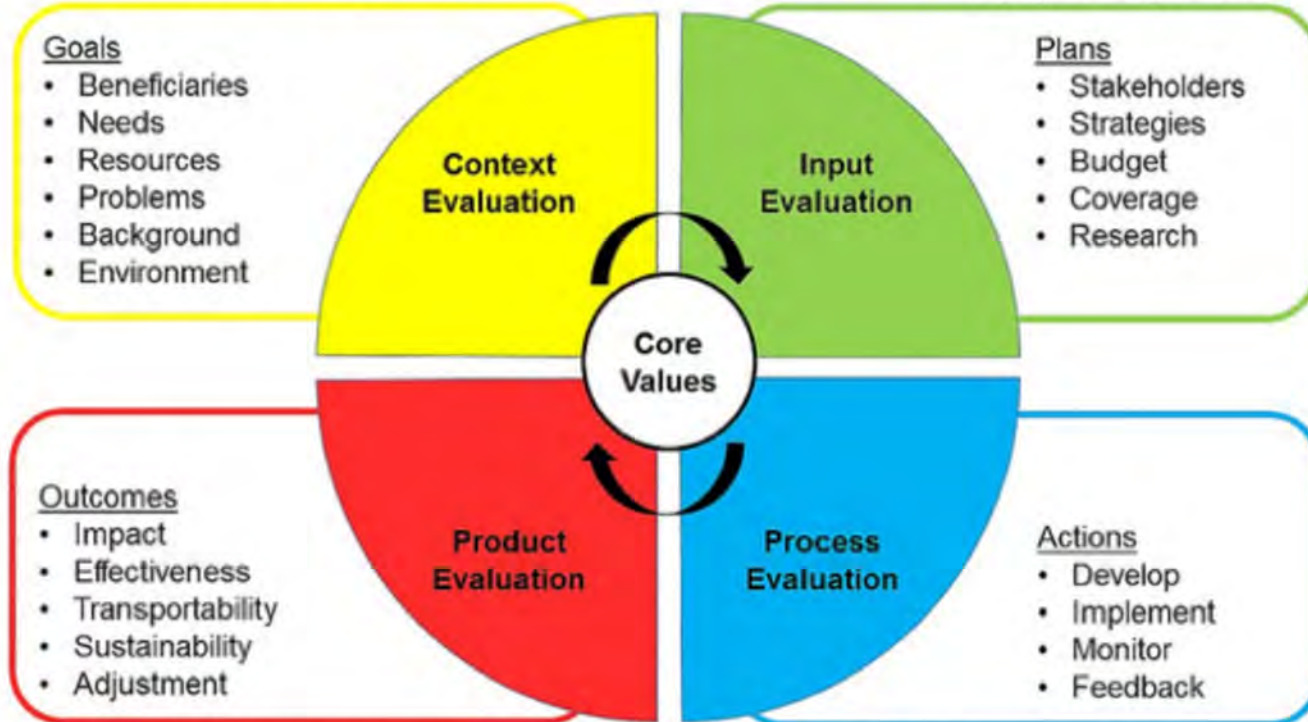 Goals
• Beneficiaries
• Needs
• Resources
• Problems
• Background
• Environment
Context
Evaluation
Input
Evaluation
Plans
• Stakeholders
• Strategies
• Budget
• Coverage
• Research
Core
Values
Outcomes
• Impact
• Effectiveness
• Transportability
• Sustainability
• Adjustment
Product
Evaluation
Process
Evaluation
Actions
• Develop
• Implement
• Monitor
• Feedback